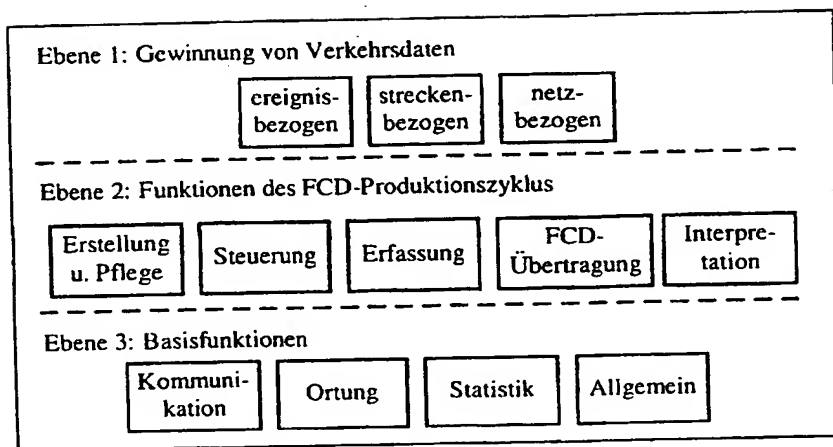 Ebene 1: Gewinnung von Verkehrsdaten
ereignis-
bezogen
strecken-
bezogen
netz-
bezogen
Ebene 2: Funktionen des FCD-Produktionszyklus
Erstellung
u. Pflege
Steuerung
Erfassung
FCD-
Übertragung
Interpre-
tation
Ebene 3: Basisfunktionen
Kommuni-
kation
Ortung
Statistik
Allgemein